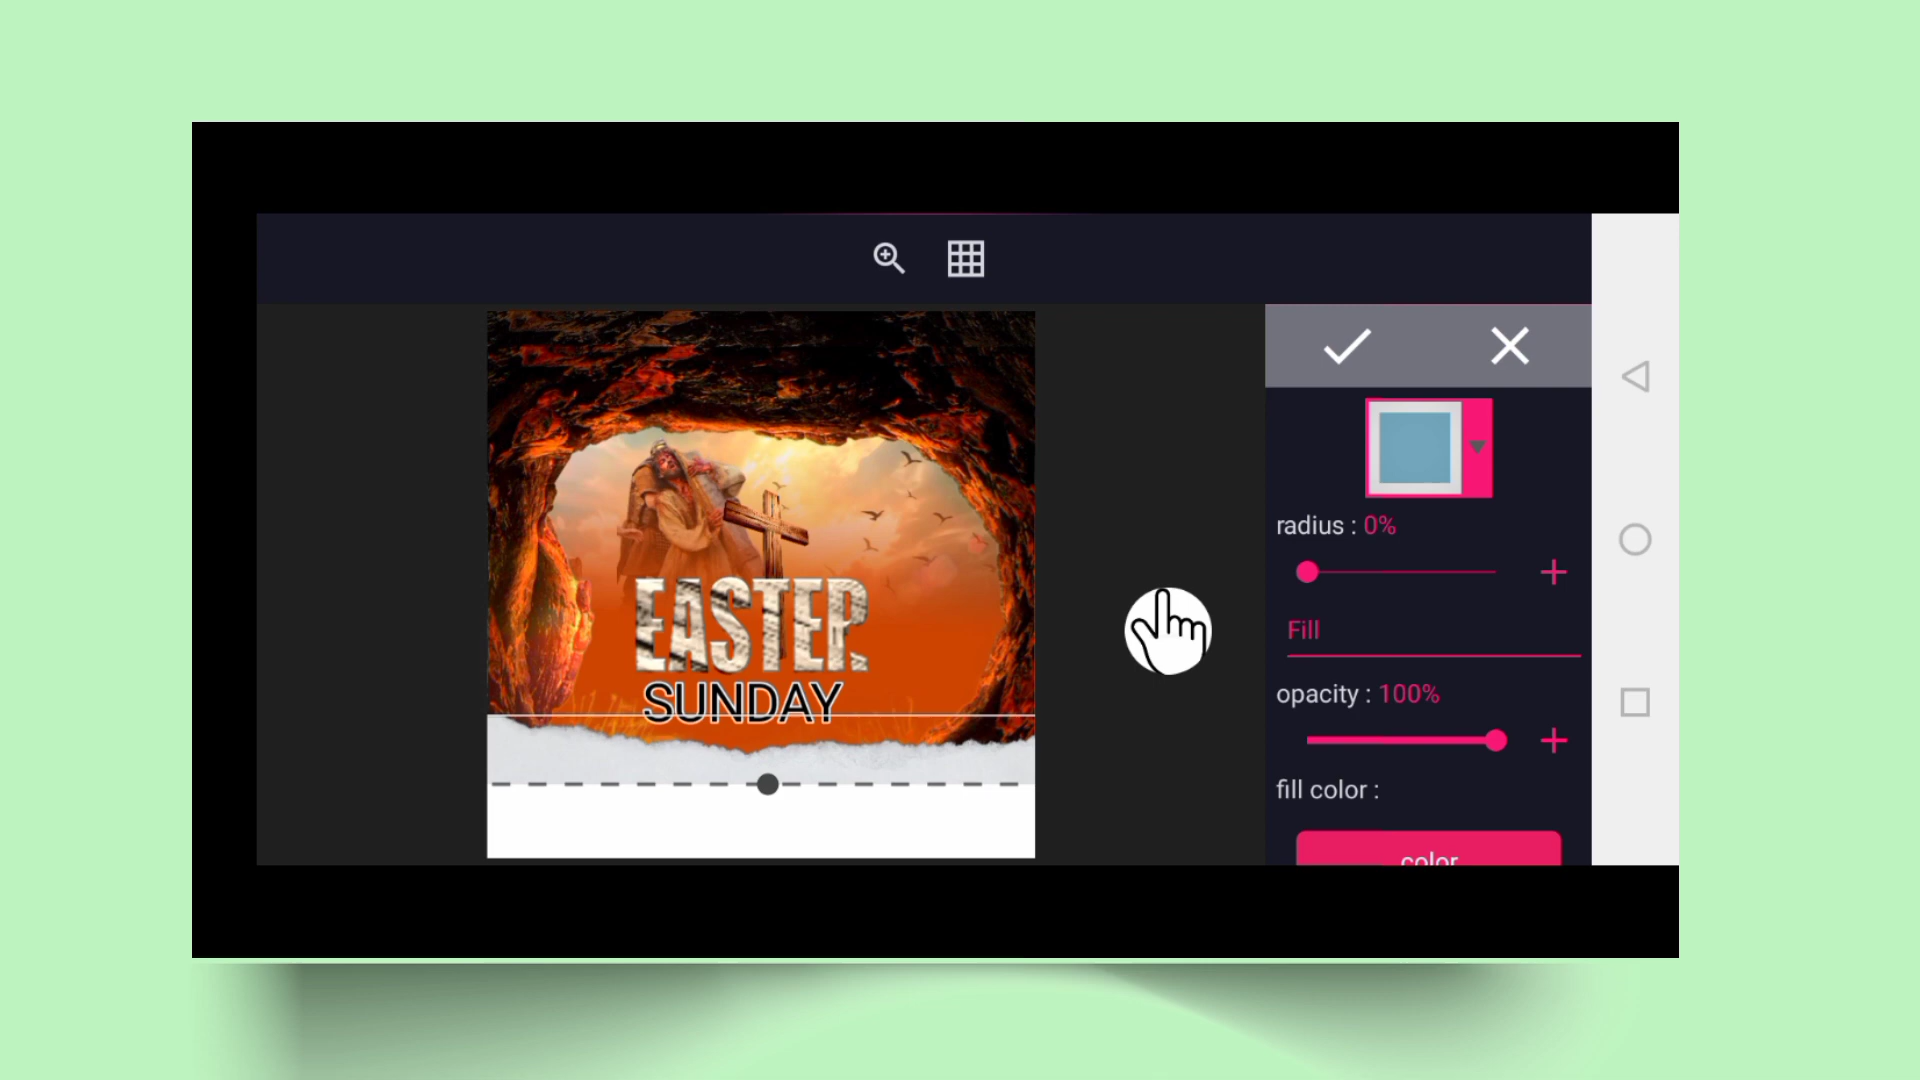 EASTER
SUNDAY
radius : 0%
Fill
opacity : 100%
fill color :
color